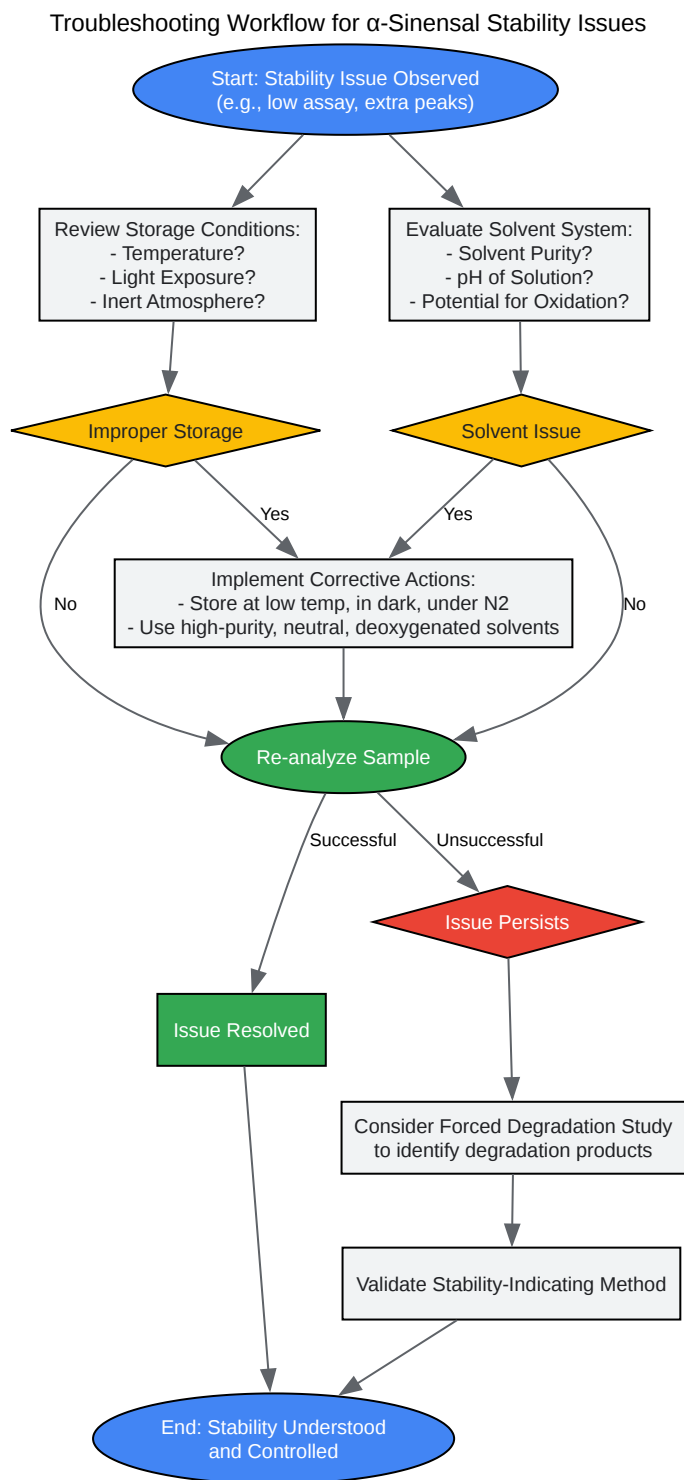 Troubleshooting Workflow for α-Sinensal Stability Issues
Start: Stability Issue Observed
(e.g., low assay, extra peaks)
Review Storage Conditions:
- Temperature?
- Light Exposure?
- Inert Atmosphere?
Evaluate Solvent System:
- Solvent Purity?
- pH of Solution?
- Potential for Oxidation?
Improper Storage
Solvent Issue
Yes
Yes
No
Implement Corrective Actions:
- Store at low temp, in dark, under N2
- Use high-purity, neutral, deoxygenated solvents
No
Re-analyze Sample
Successful
Unsuccessful
Issue Persists
Issue Resolved
Consider Forced Degradation Study
to identify degradation products
Validate Stability-Indicating Method
End: Stability Understood
and Controlled